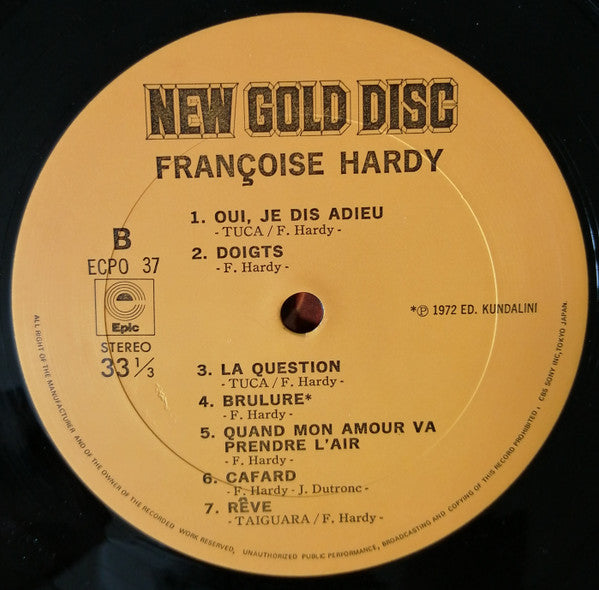 NEW GOLD DISC
FRANÇOISE HARDY
B
ECPO 37
Epic
STEREO
33 1/3
1. OUI, JE DIS ADIEU
- TUCA / F. Hardy -
2. DOIGTS
- F. Hardy -
*Ⓟ 1972 ED. KUNDALINI
3. LA QUESTION
- TUCA / F. Hardy -
4. BRULURE*
- F. Hardy -
5. QUAND MON AMOUR VA
PRENDRE L'AIR
- F. Hardy -
6. CAFARD
- F. Hardy - J. Dutronc -
7. RÊVE
- TAIGUARA / F. Hardy -
ALL RIGHT OF THE MANUFACTURER AND OF THE OWNER OF THE RECORDED WORK RESERVED, UNAUTHORIZED PUBLIC PERFORMANCE, BROADCASTING AND COPYING OF THIS RECORD PROHIBITED, CBS SONY INC, TOKYO JAPAN.